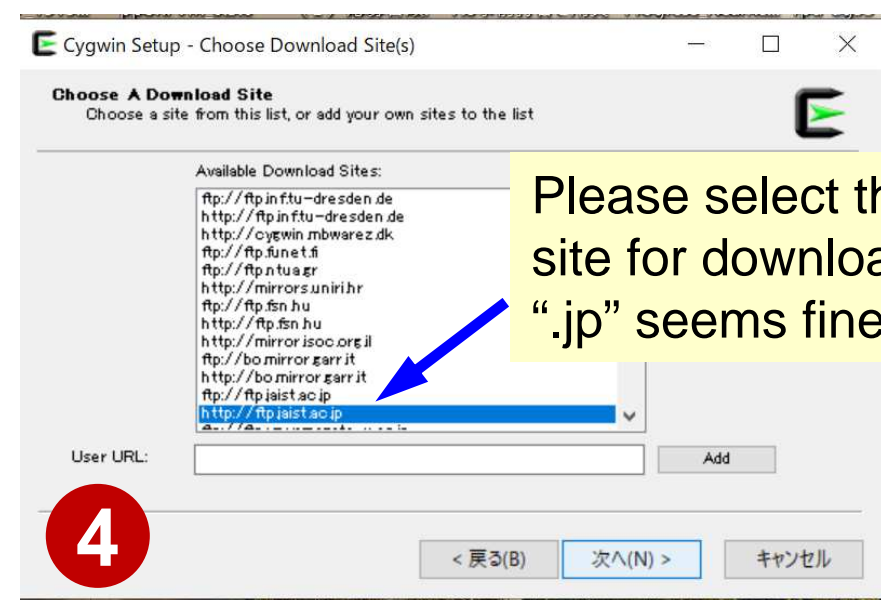 Cygwin Setup - Choose Download Site(s)
Choose A Download Site
Choose a site from this list, or add your own sites to the list
Available Download Sites:
ftp://ftp.inf.tu-dresden.de
http://ftp.inf.tu-dresden.de
http://cygwin.mbwarez.dk
ftp://ftp.funet.fi
ftp://ftp.ntua.gr
http://mirrors.uniri.hr
ftp://ftp.fsn.hu
http://ftp.fsn.hu
http://mirror.isoc.org.il
ftp://bo.mirror.garr.it
http://bo.mirror.garr.it
ftp://ftp.jaist.ac.jp
http://ftp.jaist.ac.jp
Please select th
site for downloa
“.jp” seems fine
User URL:
Add
4
< 戻る(B)
次へ(N) >
キャンセル